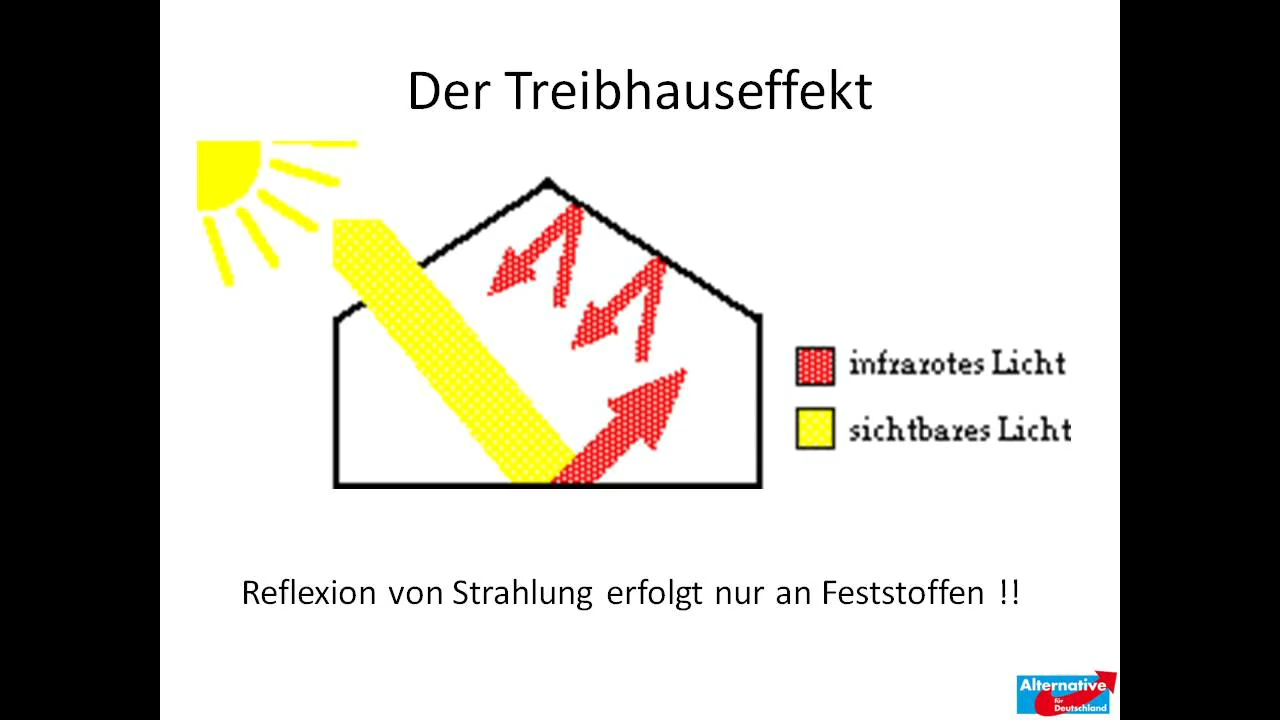 Der Treibhauseffekt
infrarotes Licht
sichtbares Licht
Reflexion von Strahlung erfolgt nur an Feststoffen !!
Alternative
für
Deutschland